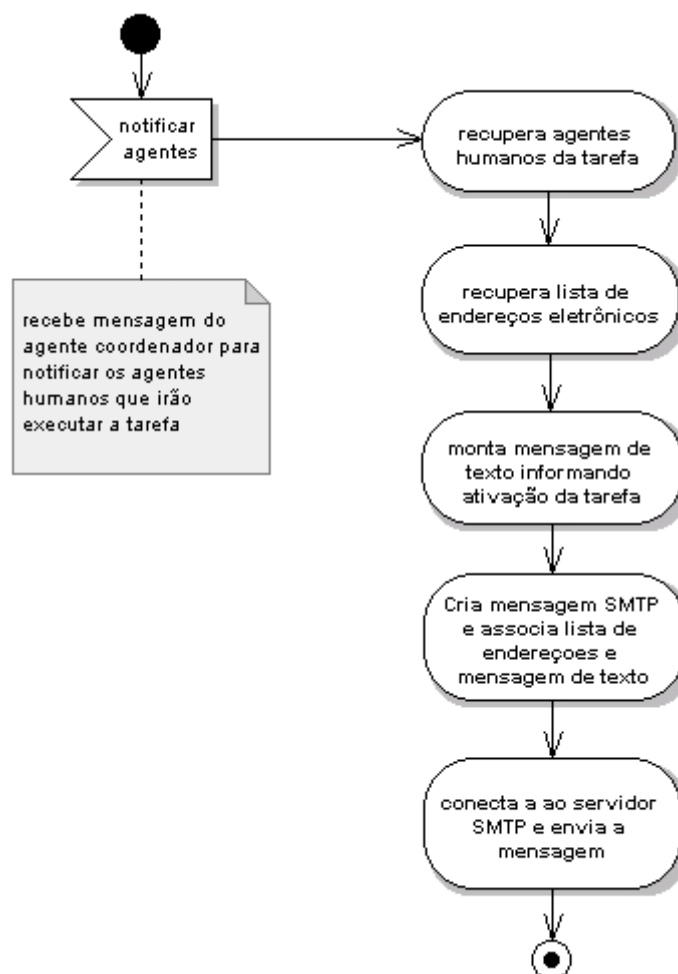 notificar
agentes
recupera agentes
humanos da tarefa
recupera lista de
endereços eletrônicos
recebe mensagem do
agente coordenador para
notificar os agentes
humanos que irão
executar a tarefa
monta mensagem de
texto informando
ativação da tarefa
Cria mensagem SMTP
e associa lista de
endereçoes e
mensagem de texto
conecta a ao servidor
SMTP e envia a
mensagem